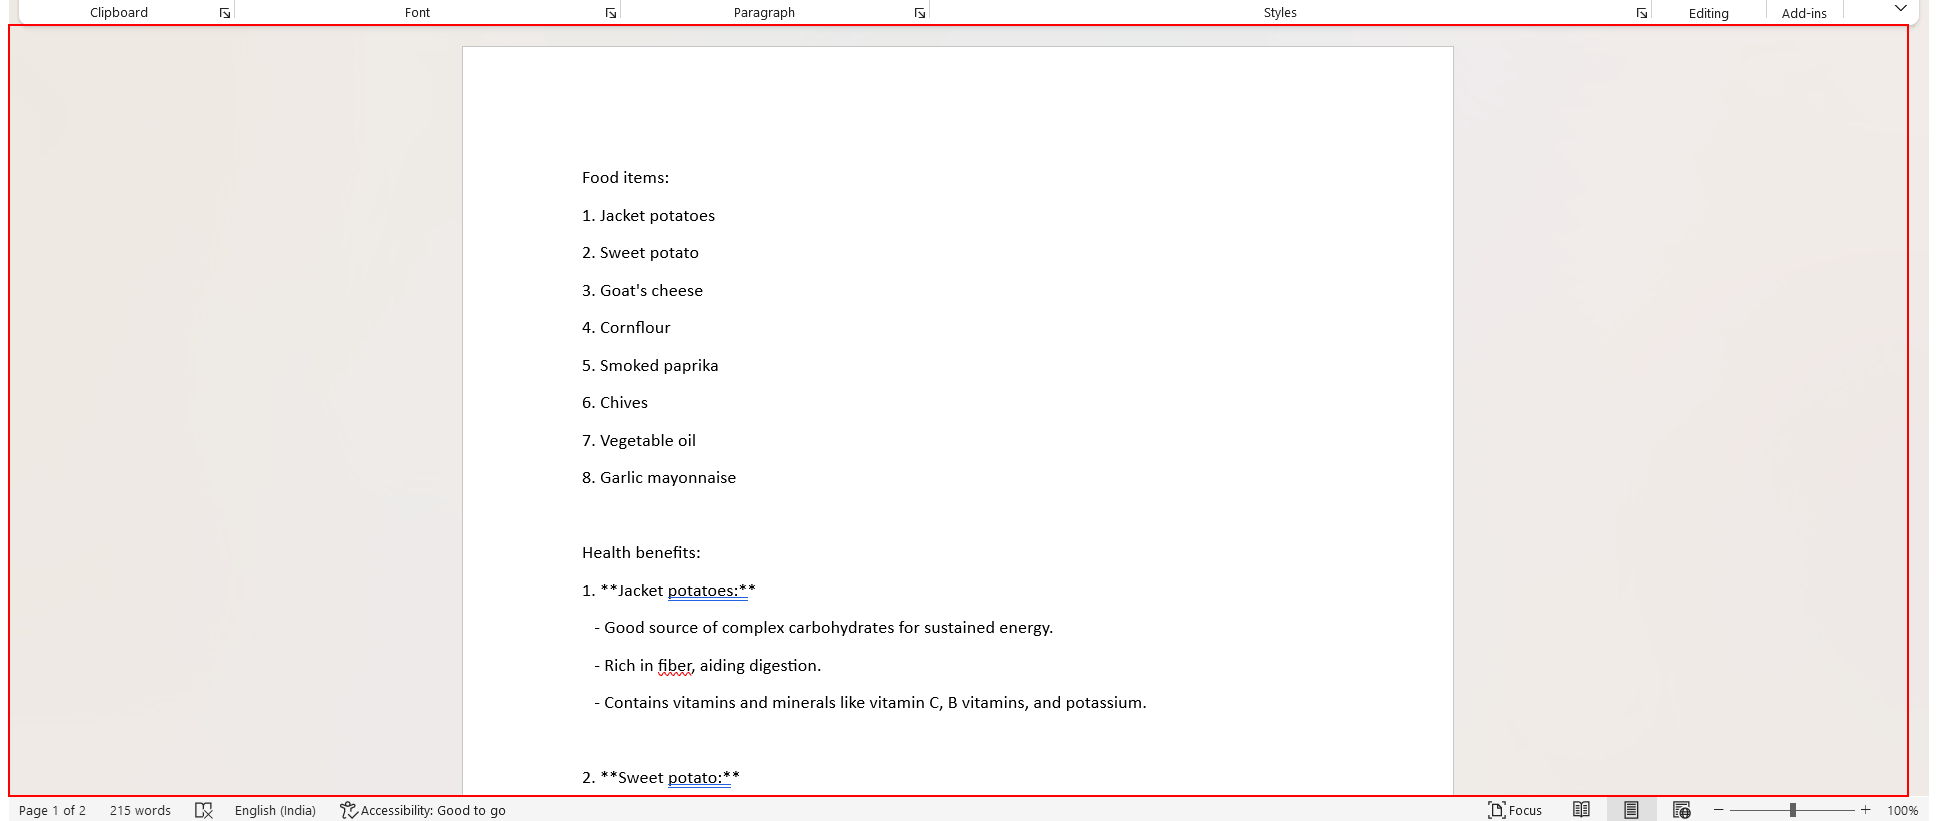 Clipboard Font Paragraph Styles Editing Add-ins
Food items:
1. Jacket potatoes
2. Sweet potato
3. Goat's cheese
4. Cornflour
5. Smoked paprika
6. Chives
7. Vegetable oil
8. Garlic mayonnaise
Health benefits:
1. **Jacket potatoes:**
- Good source of complex carbohydrates for sustained energy.
- Rich in fiber, aiding digestion.
- Contains vitamins and minerals like vitamin C, B vitamins, and potassium.
2. **Sweet potato:**
Page 1 of 2 215 words English (India) Accessibility: Good to go Focus 100%